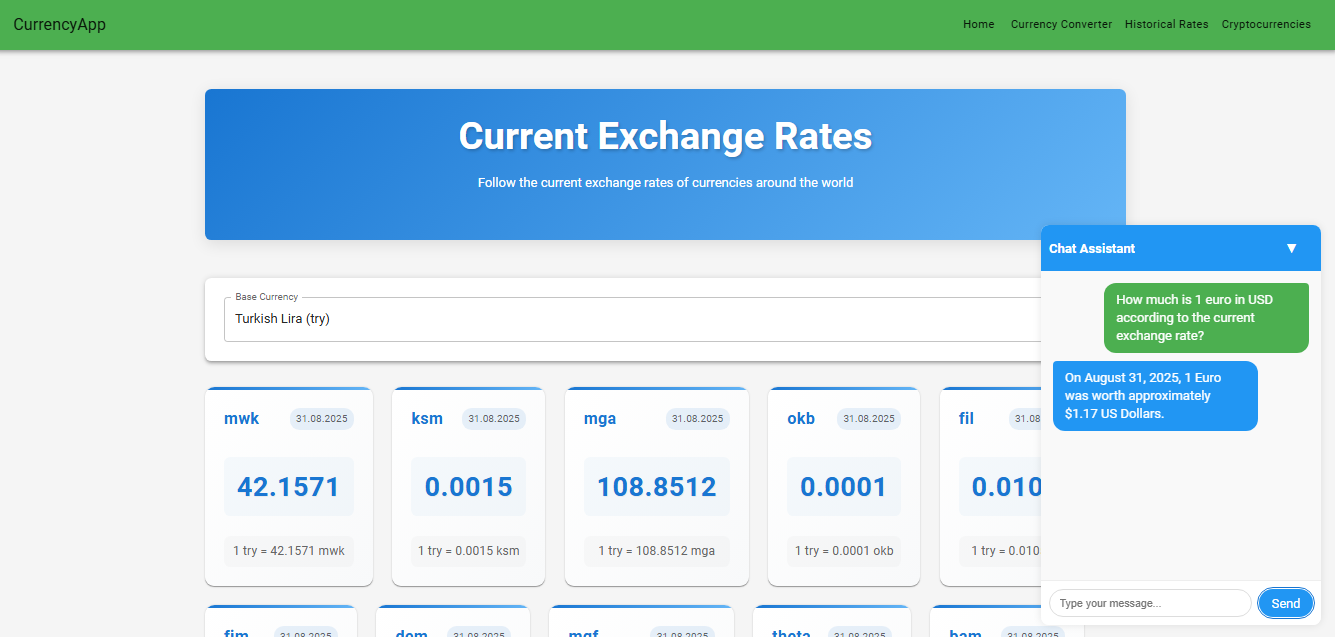 CurrencyApp
Home Currency Converter Historical Rates Cryptocurrencies
Current Exchange Rates
Follow the current exchange rates of currencies around the world
Base Currency
Turkish Lira (try)
mwk 31.08.2025
42.1571
1 try = 42.1571 mwk
ksm 31.08.2025
0.0015
1 try = 0.0015 ksm
mga 31.08.2025
108.8512
1 try = 108.8512 mga
okb 31.08.2025
0.0001
1 try = 0.0001 okb
fil 31.08
0.010
1 try = 0.010
fim 31.08.2025
dem 31.08.2025
mgf 31.08.2025
theta 31.08.2025
bam 31.08.2025
Chat Assistant ▼
How much is 1 euro in USD
according to the current
exchange rate?
On August 31, 2025, 1 Euro
was worth approximately
$1.17 US Dollars.
Type your message...
Send